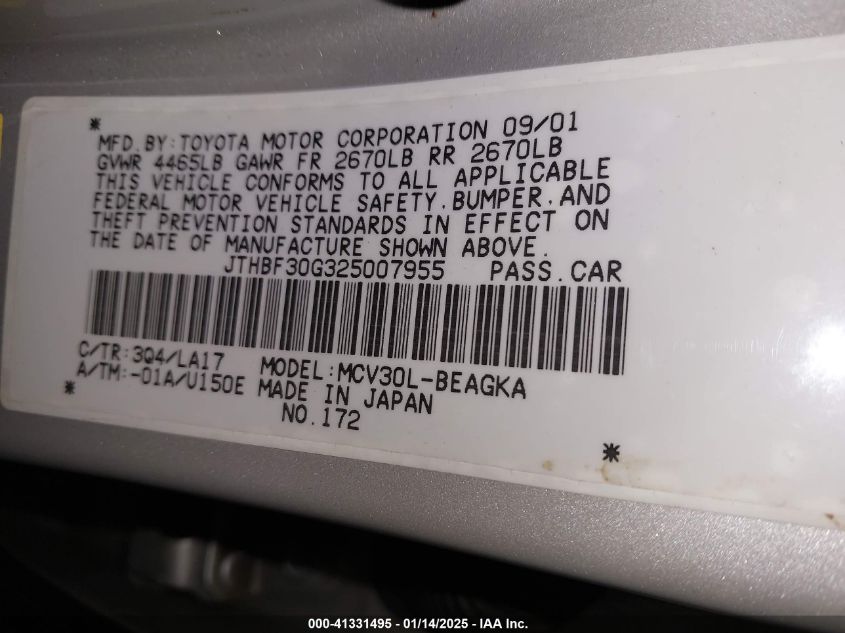 *
MFD.BY:TOYOTA MOTOR CORPORATION 09/01
GVWR 4465LB GAWR FR 2670LB RR 2670LB
THIS VEHICLE CONFORMS TO ALL APPLICABLE
FEDERAL MOTOR VEHICLE SAFETY,BUMPER,AND
THEFT PREVENTION STANDARDS IN EFFECT ON
THE DATE OF MANUFACTURE SHOWN ABOVE.
JTHBF30G325007955 PASS.CAR
C/TR:3Q4/LA17 MODEL:MCV30L-BEAGKA
A/TM:-01A/U150E MADE IN JAPAN
* NO.172 *
000-41331495 - 01/14/2025 - IAA Inc.